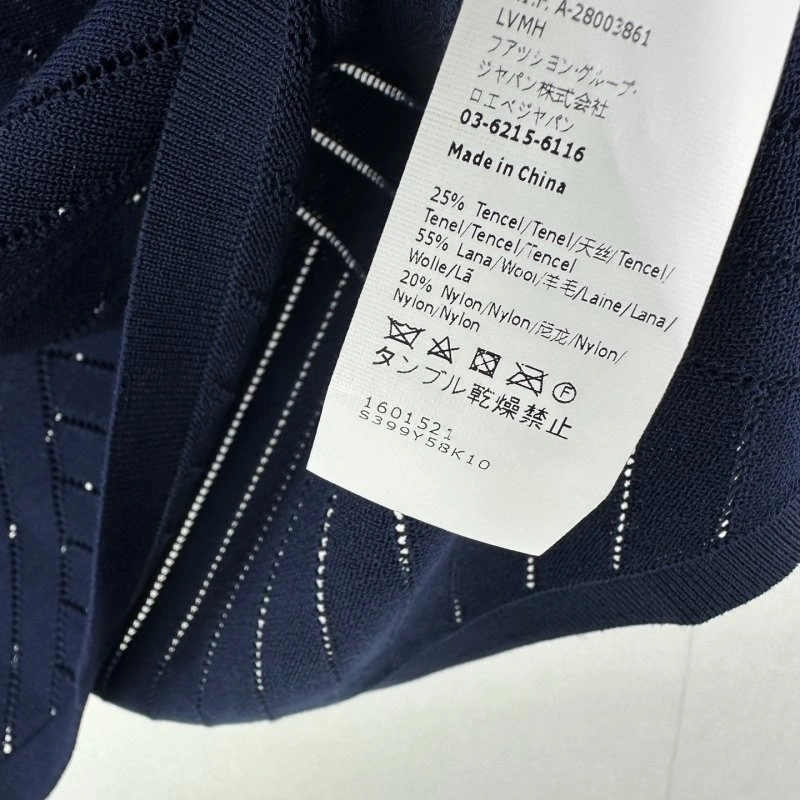 A-28003861
LVMH
ファッション・グループ・
ジャパン株式会社
ロエベジャパン
03-6215-6116
Made in China
25% Tencel/Tenel/天丝/Tencel/
Tenel/Tencel/Tencel
55% Lana/Wool/羊毛/Laine/Lana/
Wolle/Lã
20% Nylon/Nylon/尼龙/Nylon/
Nylon/Nylon
F
タンブル乾燥禁止
1601521
S399Y58K10